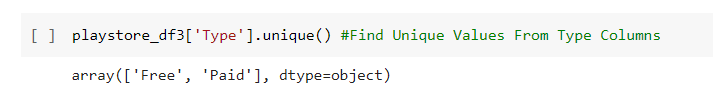 [ ] playstore_df3['Type'].unique() #Find Unique Values From Type Columns
array(['Free', 'Paid'], dtype=object)